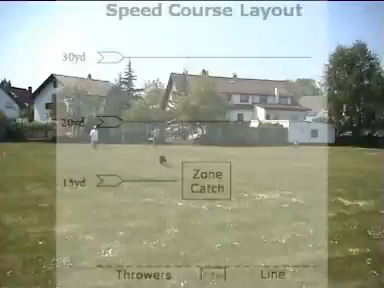 Speed Course Layout
30yd
20yd
15yd
Zone
Catch
Throwers
Line